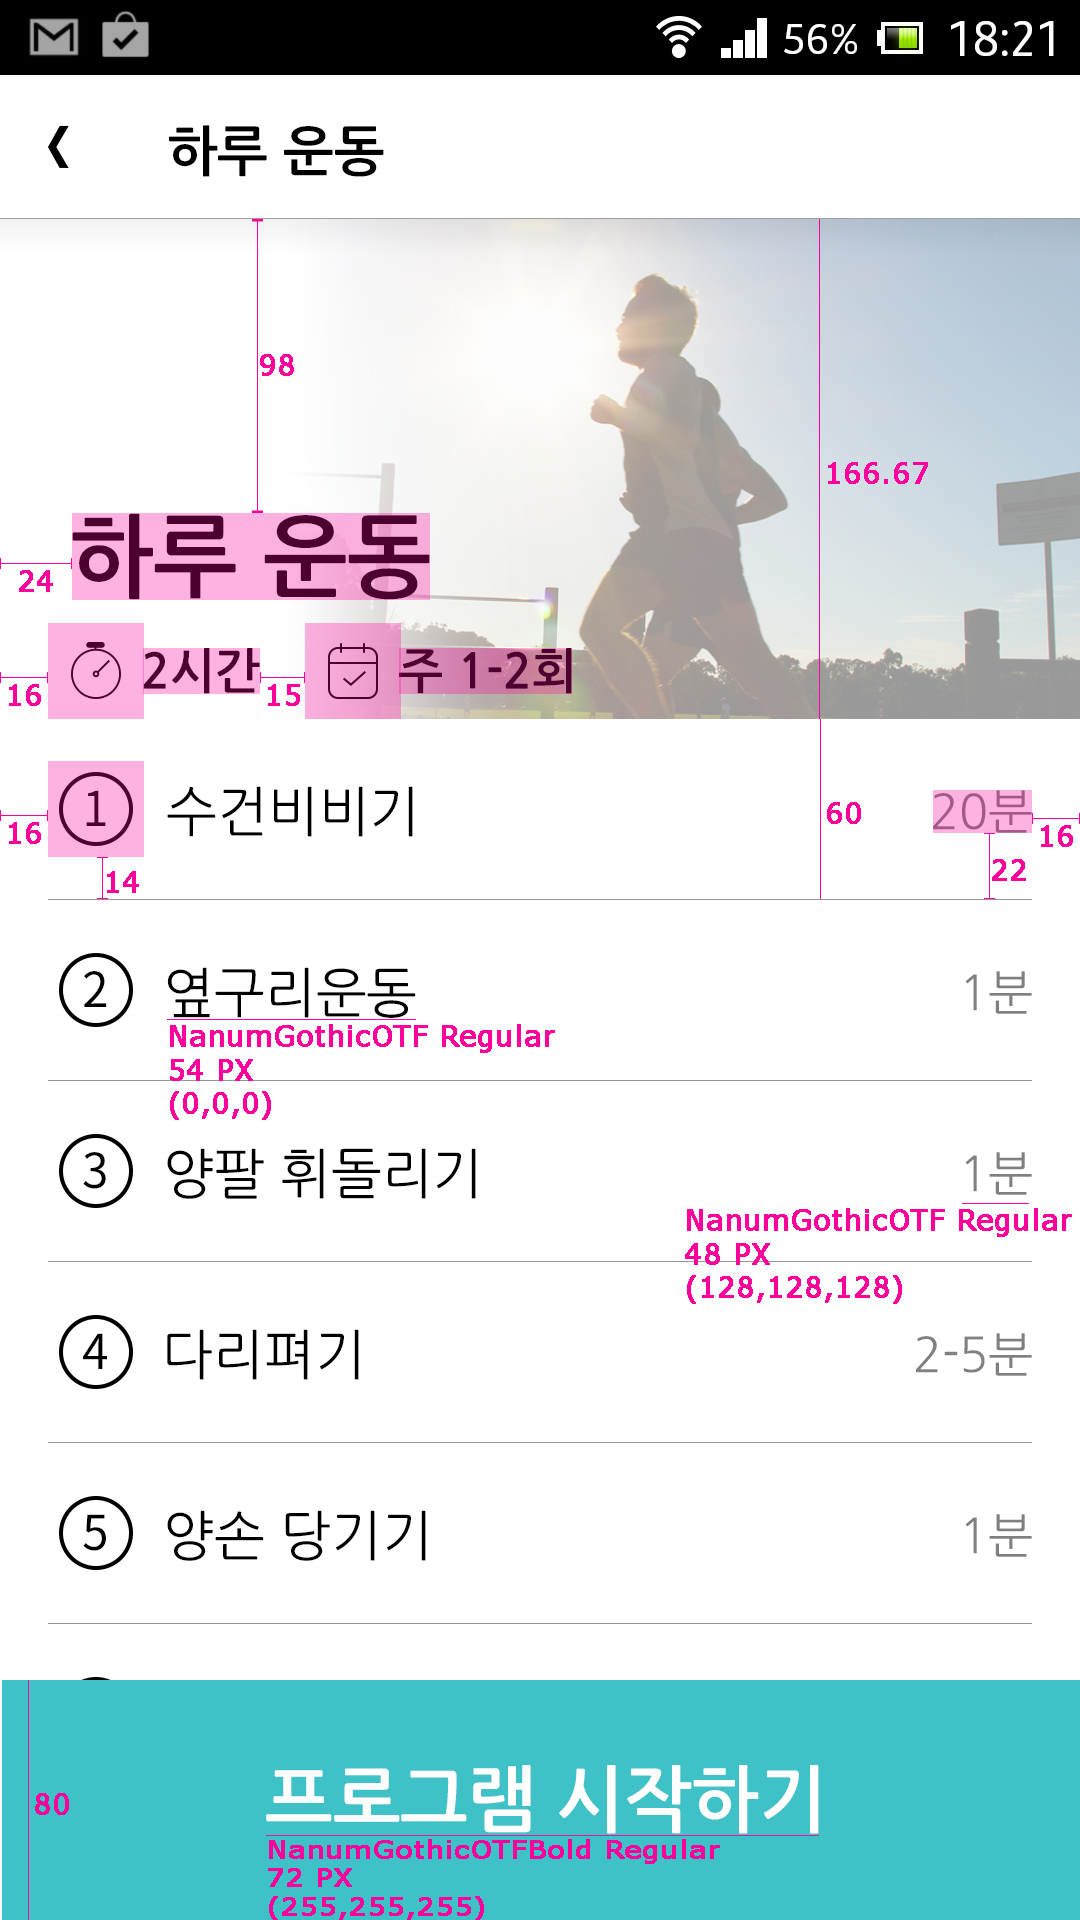 56% 18:21
하루 운동
98
166.67
하루 운동
24
2시간
주 1-2회
16
15
1
수건비비기
60
20분
16
16
14
22
2
옆구리운동
1분
NanumGothicOTF Regular
54 PX
(0,0,0)
3
양팔 휘돌리기
1분
NanumGothicOTF Regular
48 PX
(128,128,128)
4
다리펴기
2-5분
5
양손 당기기
1분
프로그램 시작하기
80
NanumGothicOTFBold Regular
72 PX
(255,255,255)